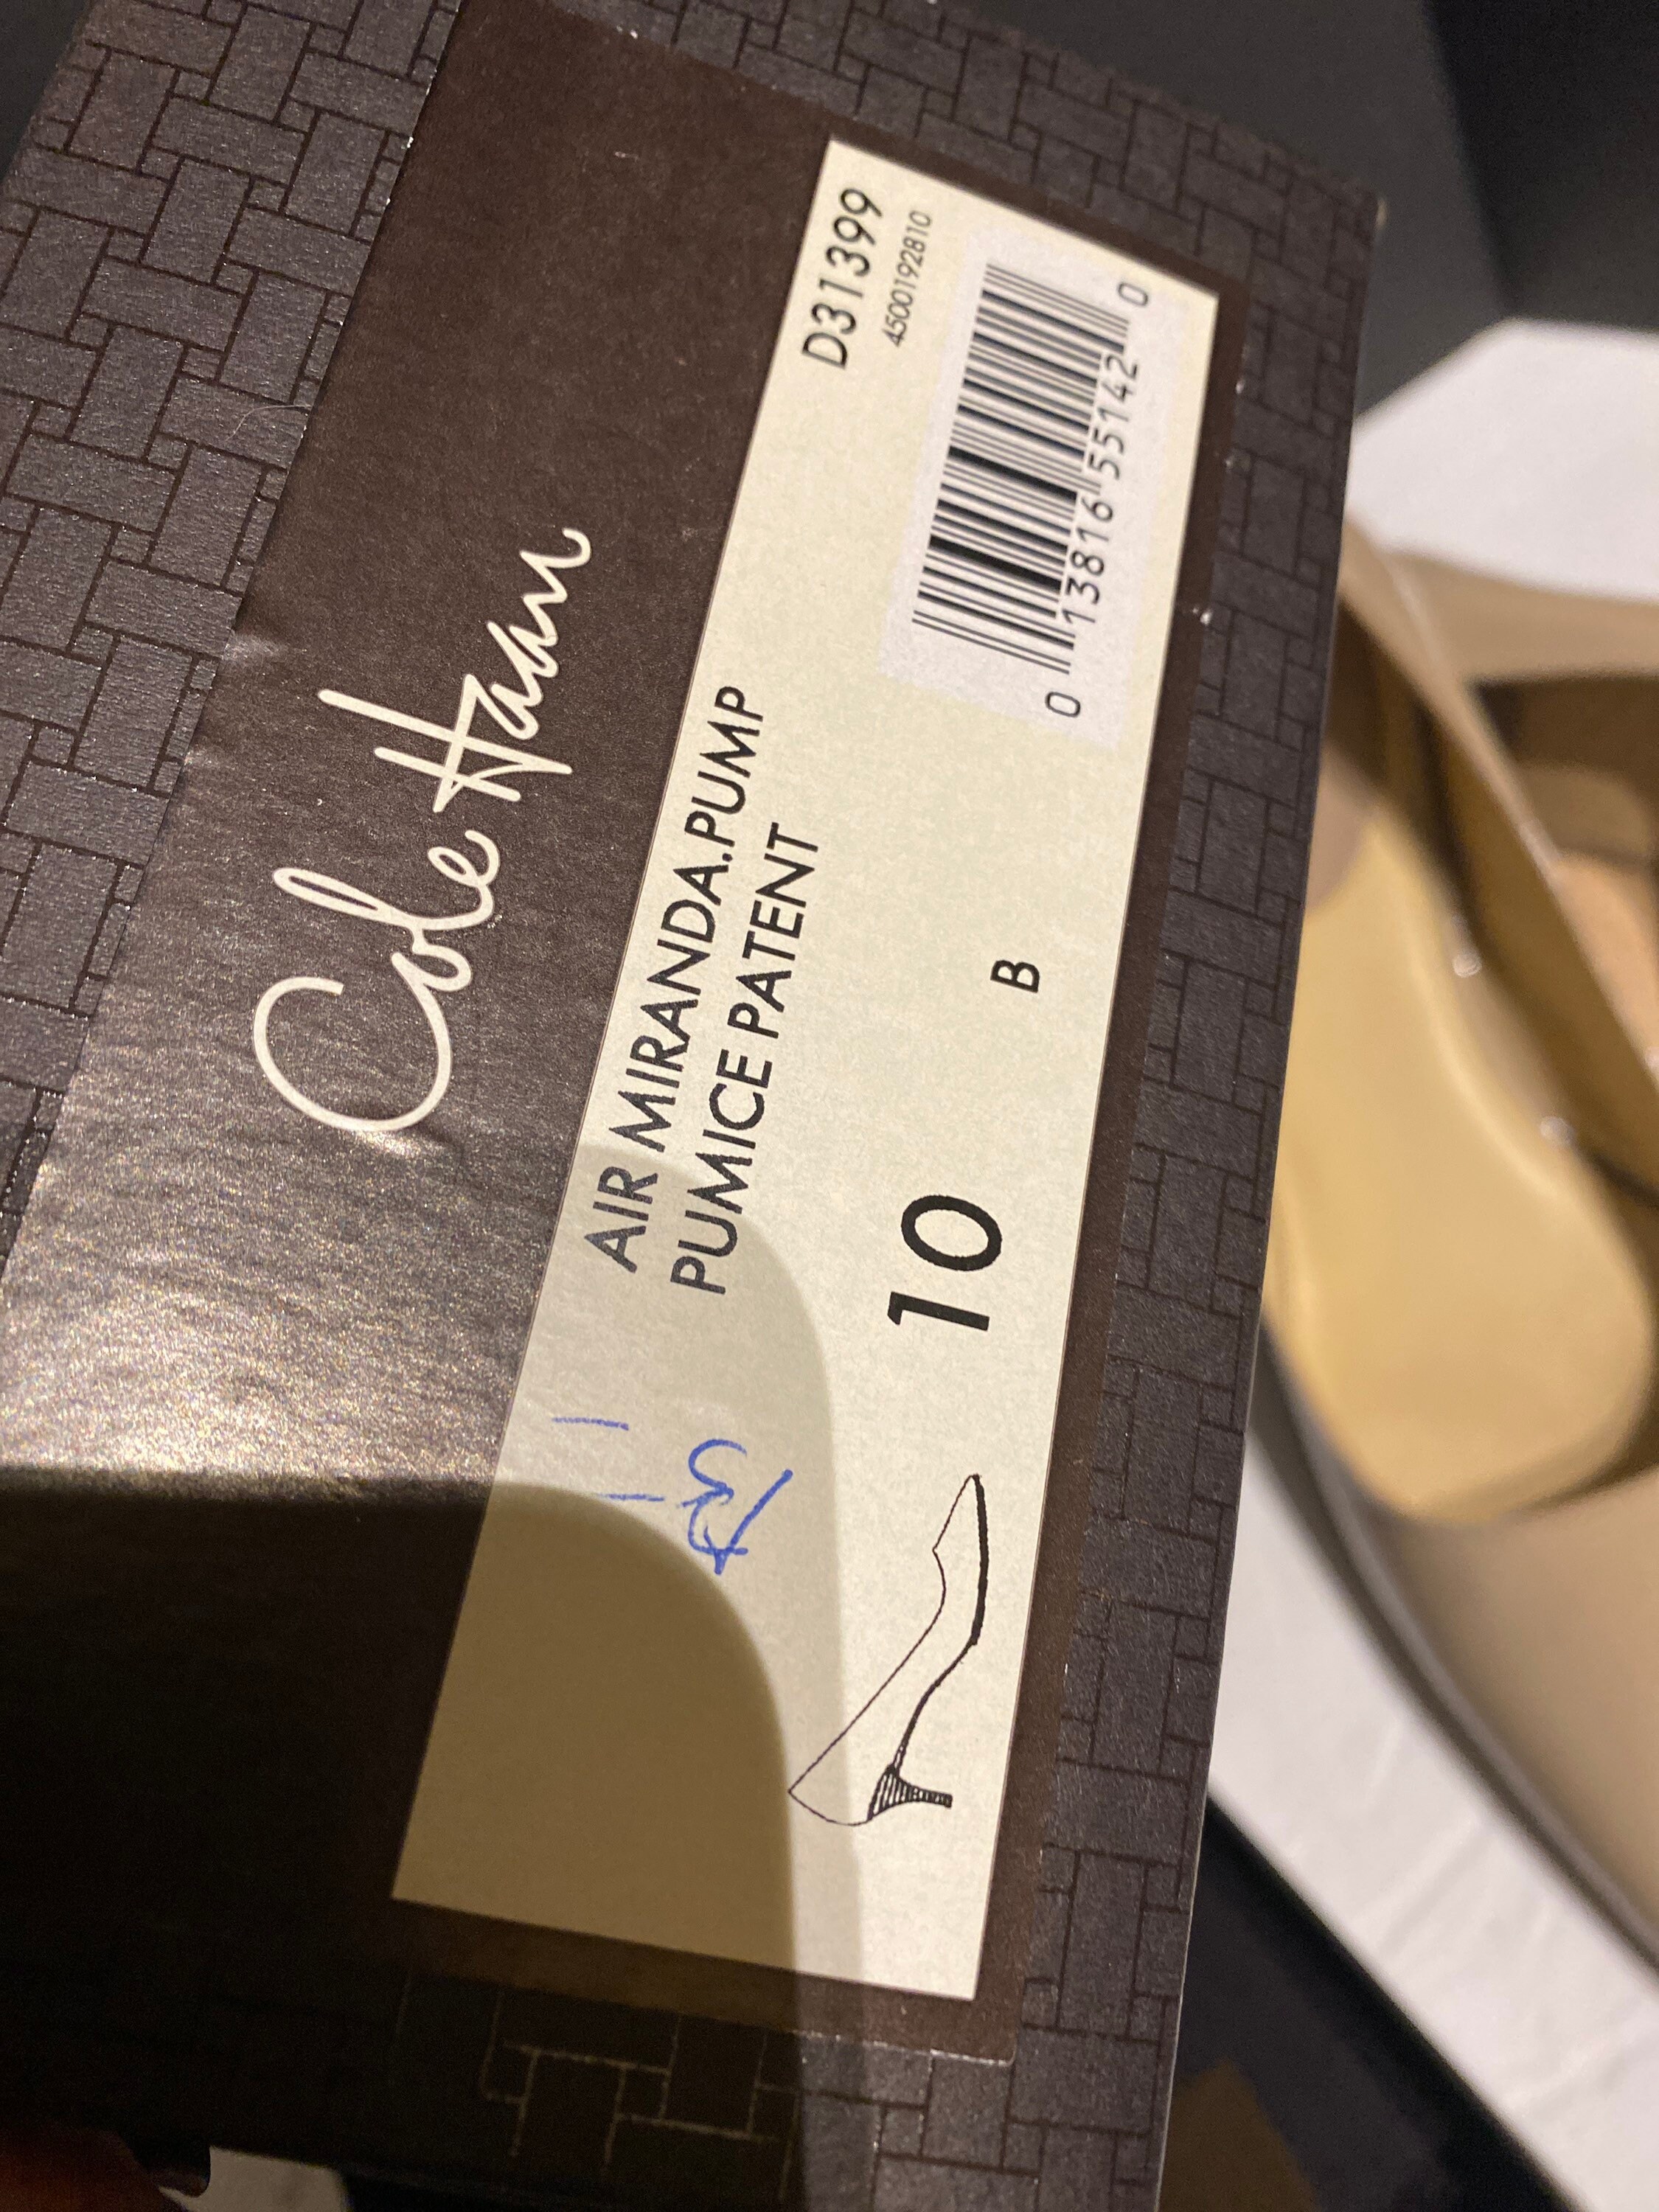 Cole Haan
AIR MIRANDA.PUMP
PUMICE PATENT
D31399
4500192810
10
B
0 13816 55142 0